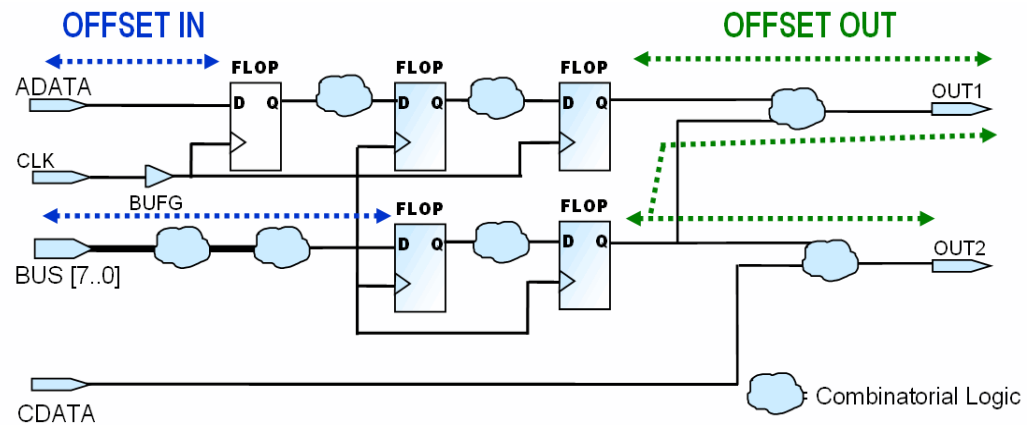 OFFSET IN
OFFSET OUT
FLOP
FLOP
FLOP
ADATA
D Q
D Q
D Q
OUT1
CLK
BUFG
FLOP
FLOP
D Q
D Q
OUT2
BUS [7..0]
CDATA
= Combinatorial Logic